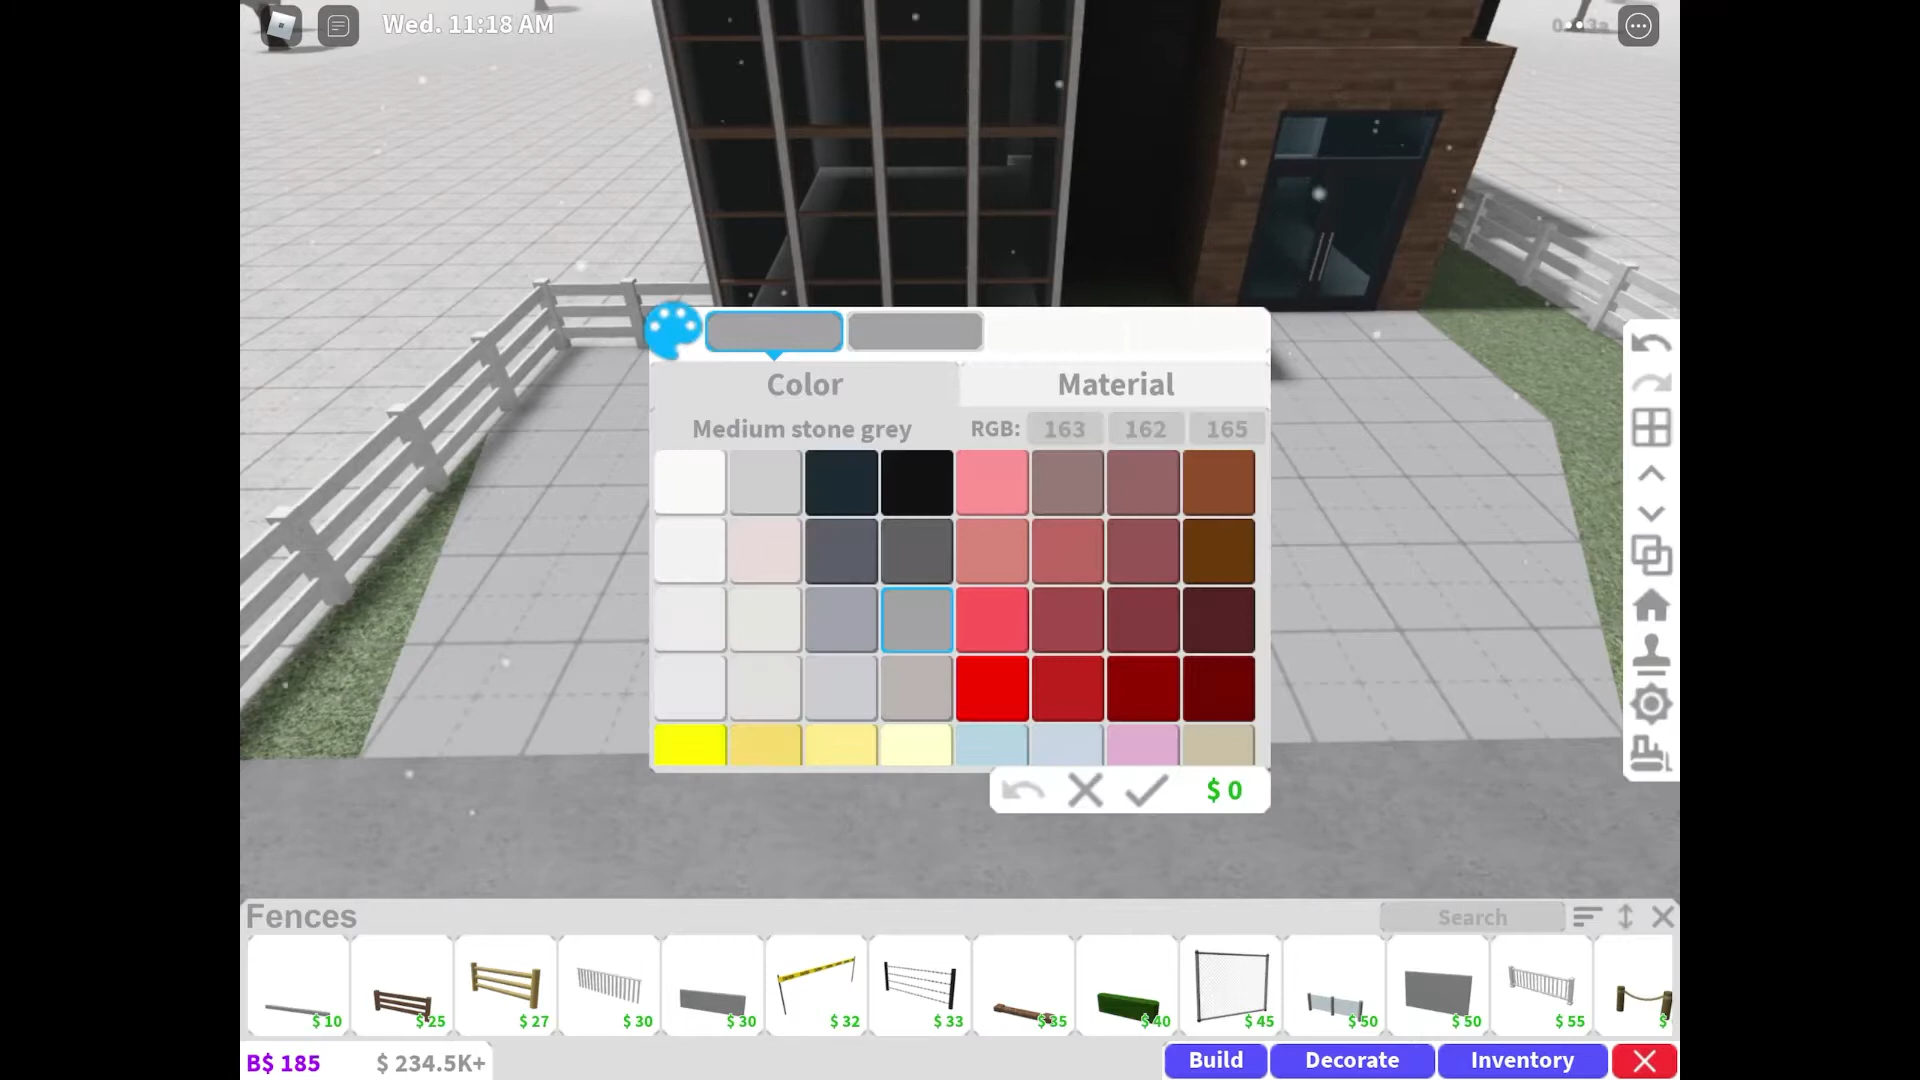 Wed. 11:18 AM
Color
Material
Medium stone grey
RGB: 163 162 165
$ 0
Fences
Search
$ 10
$ 25
$ 27
$ 30
$ 30
$ 32
$ 33
$ 35
$ 40
$ 45
$ 50
$ 50
$ 55
$
B$ 185
$ 234.5K+
Build
Decorate
Inventory